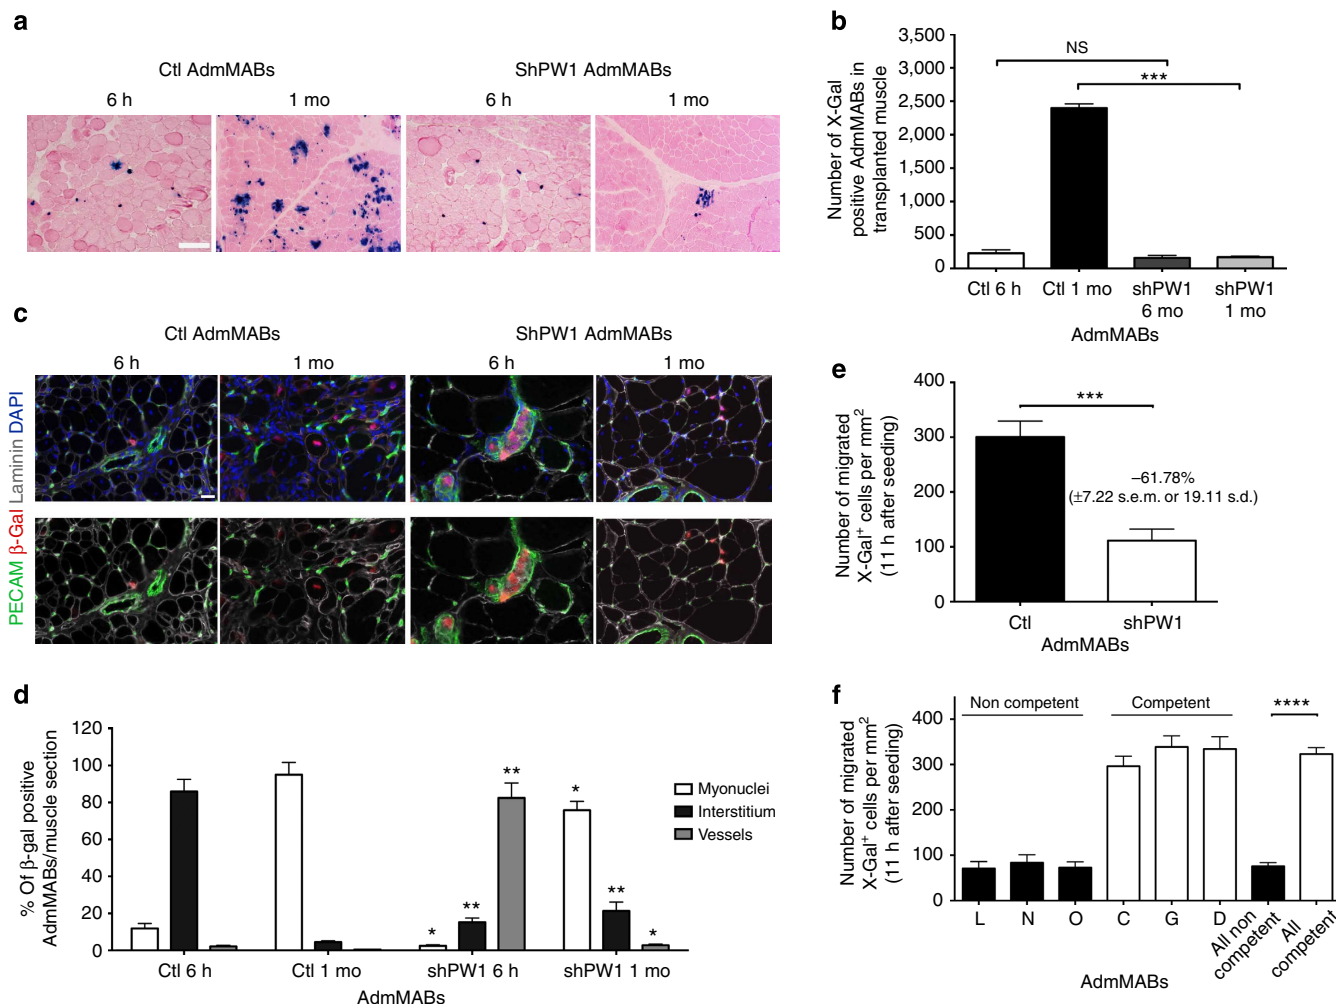 a
Ctl AdmMABs
ShPW1 AdmMABs
6 h
1 mo
6 h
1 mo
b
Number of X-Gal
positive AdmMABs in
transplanted muscle
3,500
3,000
2,500
2,000
1,500
1,000
500
0
NS
***
Ctl 6 h
Ctl 1 mo
shPW1
6 mo
shPW1
1 mo
AdmMABs
c
Ctl AdmMABs
ShPW1 AdmMABs
6 h
1 mo
6 h
1 mo
PECAM β-Gal Laminin DAPI
d
% Of β-gal positive
AdmMABs/muscle section
120
100
80
60
40
20
0
*
**
**
*
**
*
Myonuclei
Interstitium
Vessels
Ctl 6 h
Ctl 1 mo
shPW1 6 h
shPW1 1 mo
AdmMABs
e
Number of migrated
X-Gal+ cells per mm2
(11 h after seeding)
400
300
200
100
0
***
–61.78%
(±7.22 s.e.m. or 19.11 s.d.)
Ctl
shPW1
AdmMABs
f
Number of migrated
X-Gal+ cells per mm2
(11 h after seeding)
400
300
200
100
0
Non competent
Competent
****
L
N
O
C
G
D
All non
competent
All
competent
AdmMABs